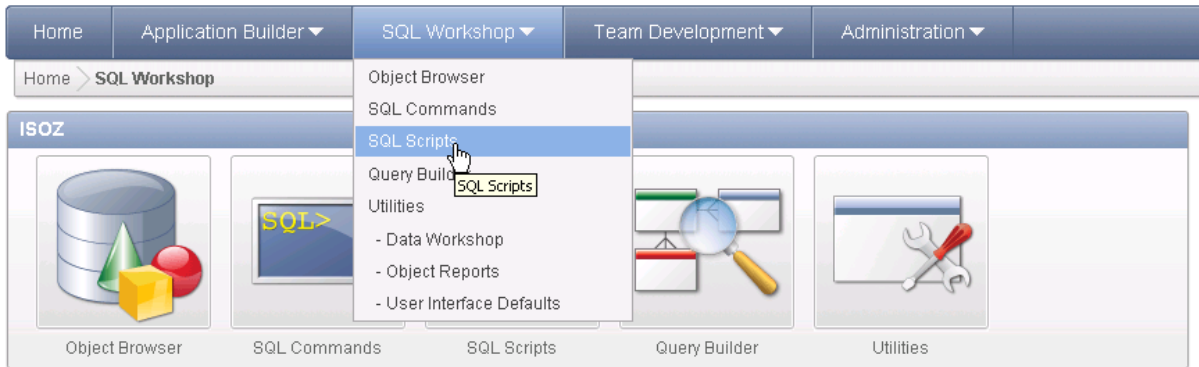 Home Application Builder SQL Workshop Team Development Administration
Home SQL Workshop
Object Browser
SQL Commands
SQL Scripts
Query Build
SQL Scripts
Utilities
- Data Workshop
- Object Reports
- User Interface Defaults
ISOZ
SQL>
Object Browser SQL Commands SQL Scripts Query Builder Utilities